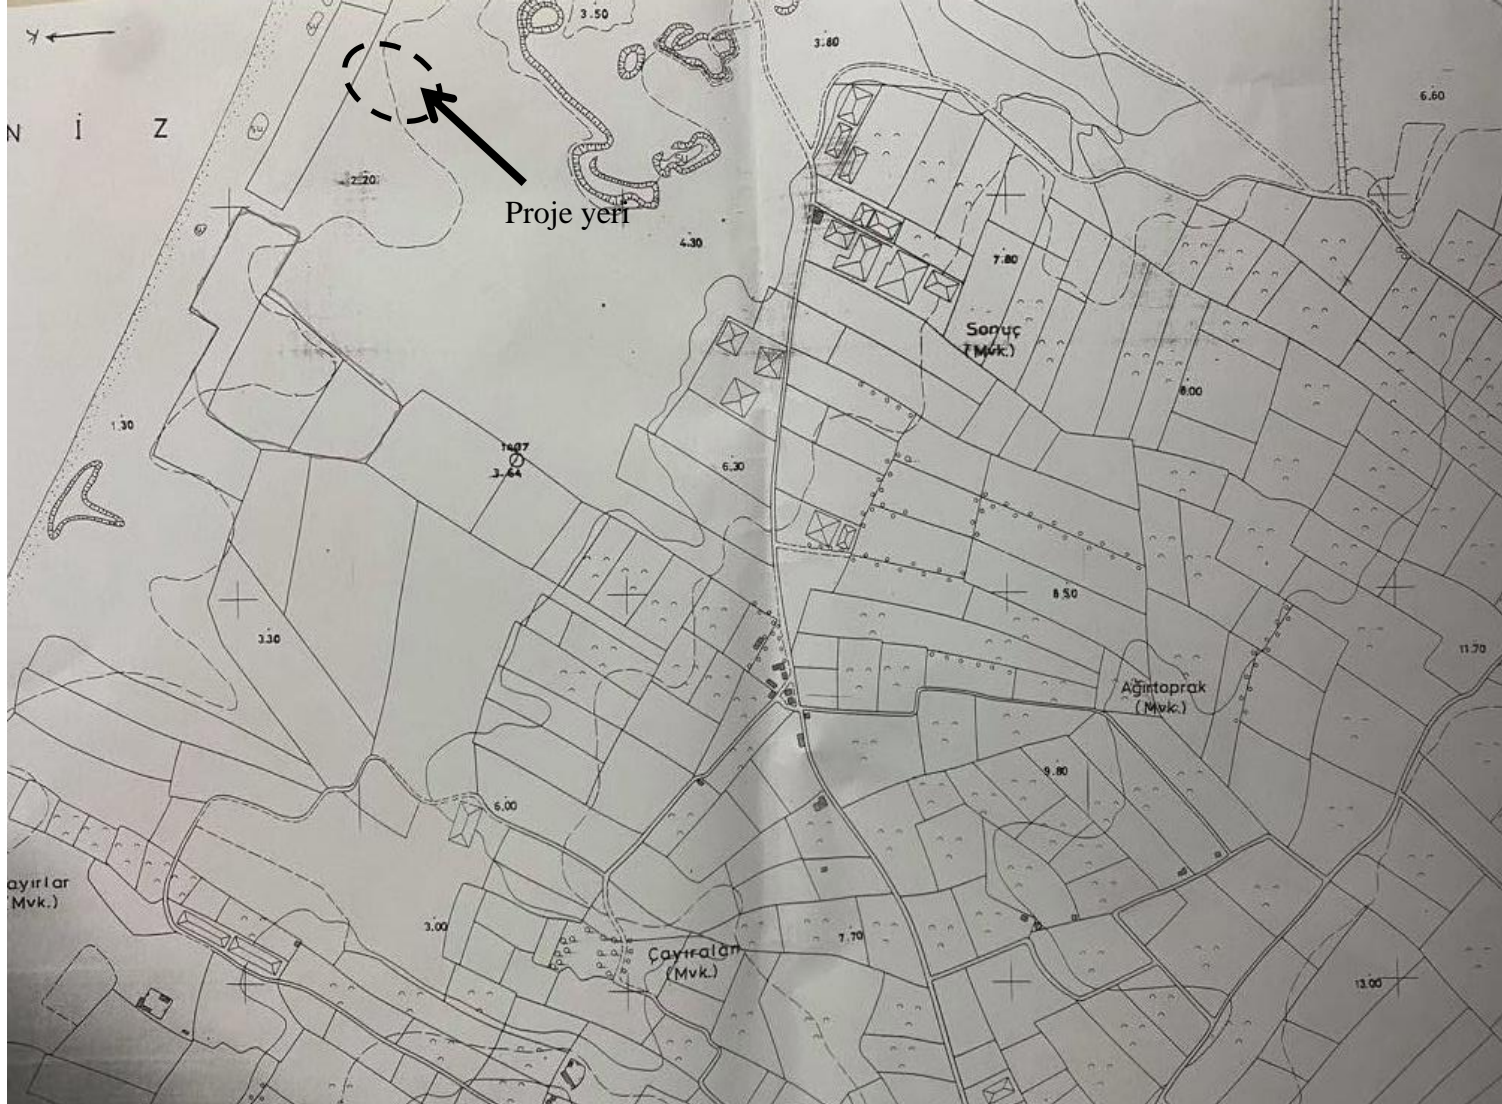 K
3.50
3.80
6.60
N İ Z
2.20
Proje yeri
4.30
7.80
Sonuç
(Mvk.)
8.00
1.30
6.30
3.64
8.50
3.30
11.70
Ağırtoprak
(Mvk.)
9.80
6.00
ayırlar
(Mvk.)
3.00
Çayıralan
(Mvk.)
7.70
13.00